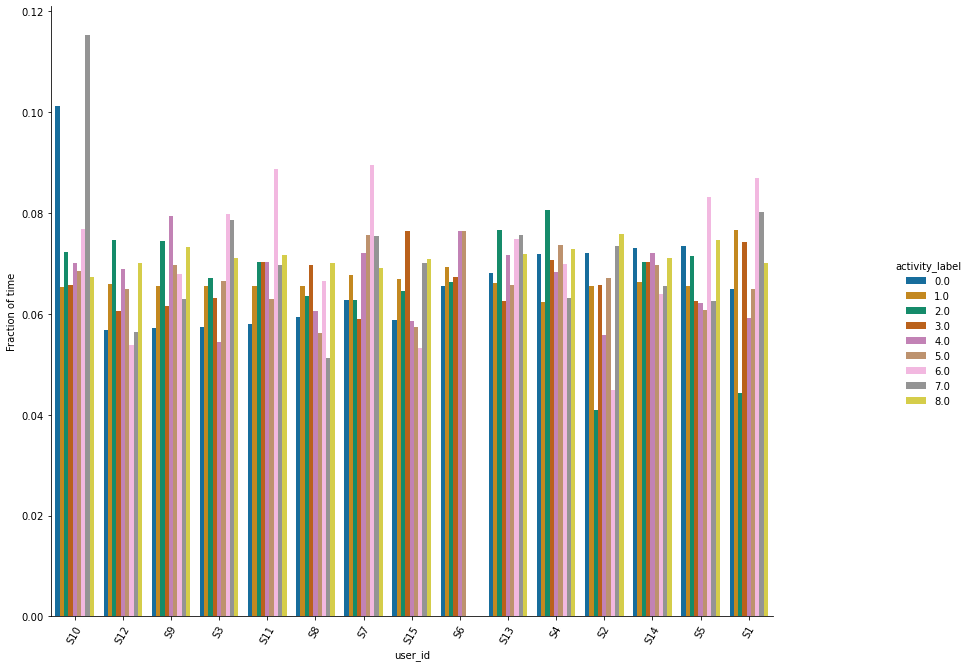 0.12
0.10
0.08
0.06
0.04
0.02
0.00
Fraction of time
S10
S12
S9
S3
S11
S8
S7
S15
S6
S13
S4
S2
S14
S5
S1
user_id
activity_label
0.0
1.0
2.0
3.0
4.0
5.0
6.0
7.0
8.0